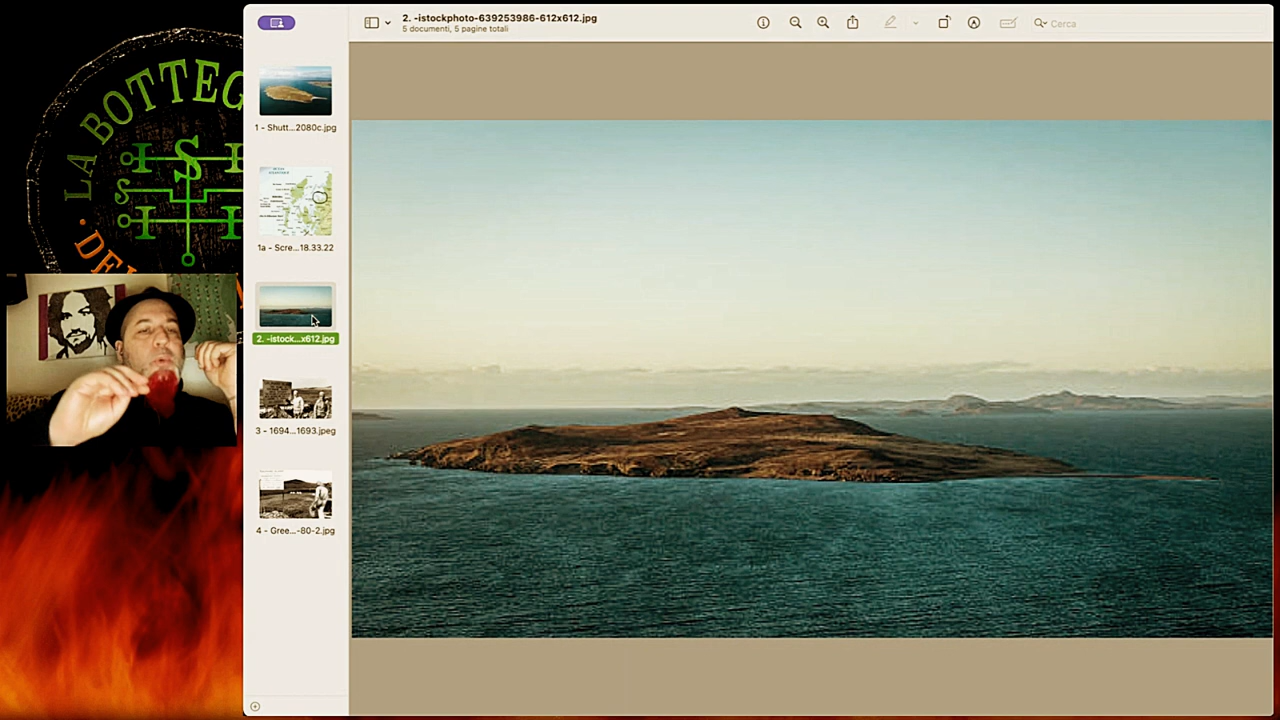 LA BOTTEG
DE
2. -istockphoto-639253986-612x612.jpg
5 documenti, 5 pagine totali
Cerca
1 - Shutt...2080c.jpg
1a - Scre...18.33.22
2. -istock...x612.jpg
3 - 1694...1693.jpeg
4 - Gree...-80-2.jpg